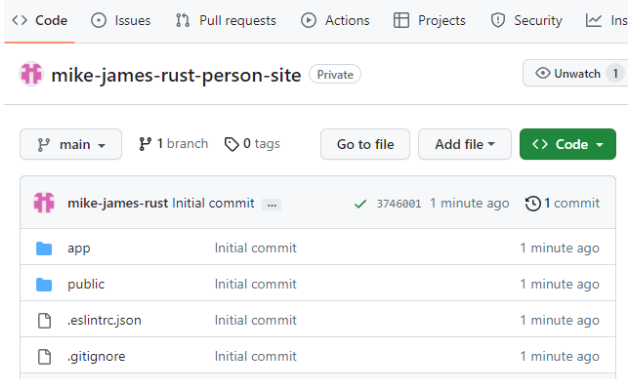 <> Code Issues Pull requests Actions Projects Security Ins
mike-james-rust-person-site Private Unwatch 1
main 1 branch 0 tags Go to file Add file <> Code
mike-james-rust Initial commit ... 3746001 1 minute ago 1 commit
app Initial commit 1 minute ago
public Initial commit 1 minute ago
.eslintrc.json Initial commit 1 minute ago
.gitignore Initial commit 1 minute ago